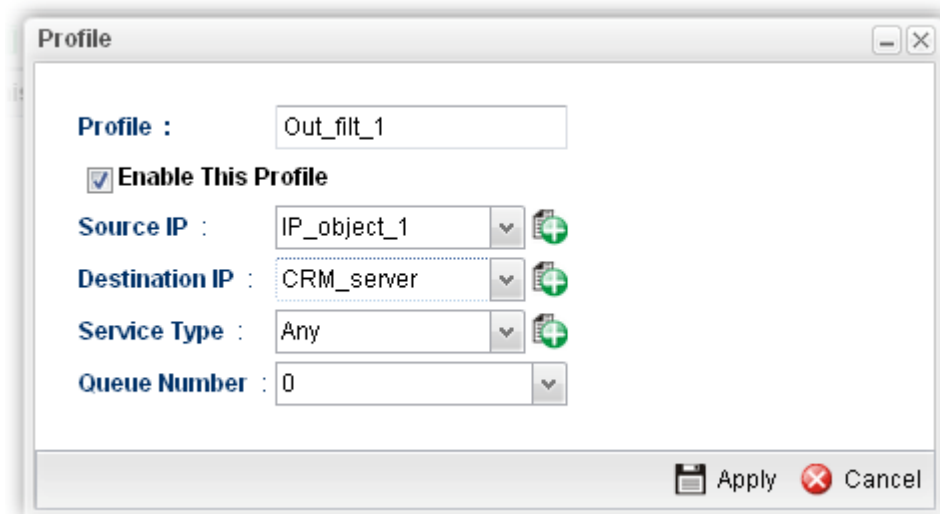 Profile
Profile :
Out_filt_1
Enable This Profile
Source IP :
IP_object_1
Destination IP :
CRM_server
Service Type :
Any
Queue Number :
0
Apply
Cancel